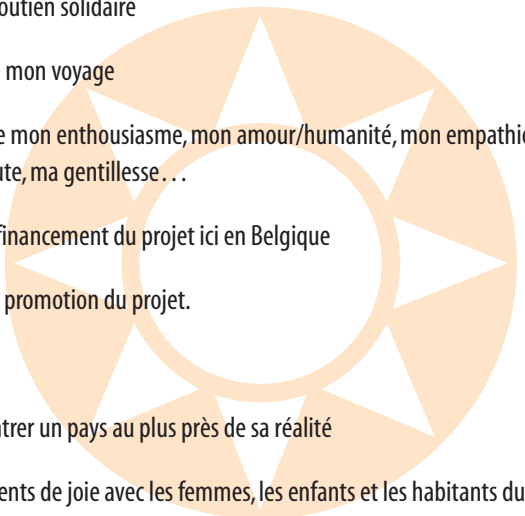 outien solidaire
mon voyage
e mon enthousiasme, mon amour/humanité, mon empathie
ute, ma gentillesse…
financement du projet ici en Belgique
promotion du projet.
trer un pays au plus près de sa réalité
ents de joie avec les femmes, les enfants et les habitants du